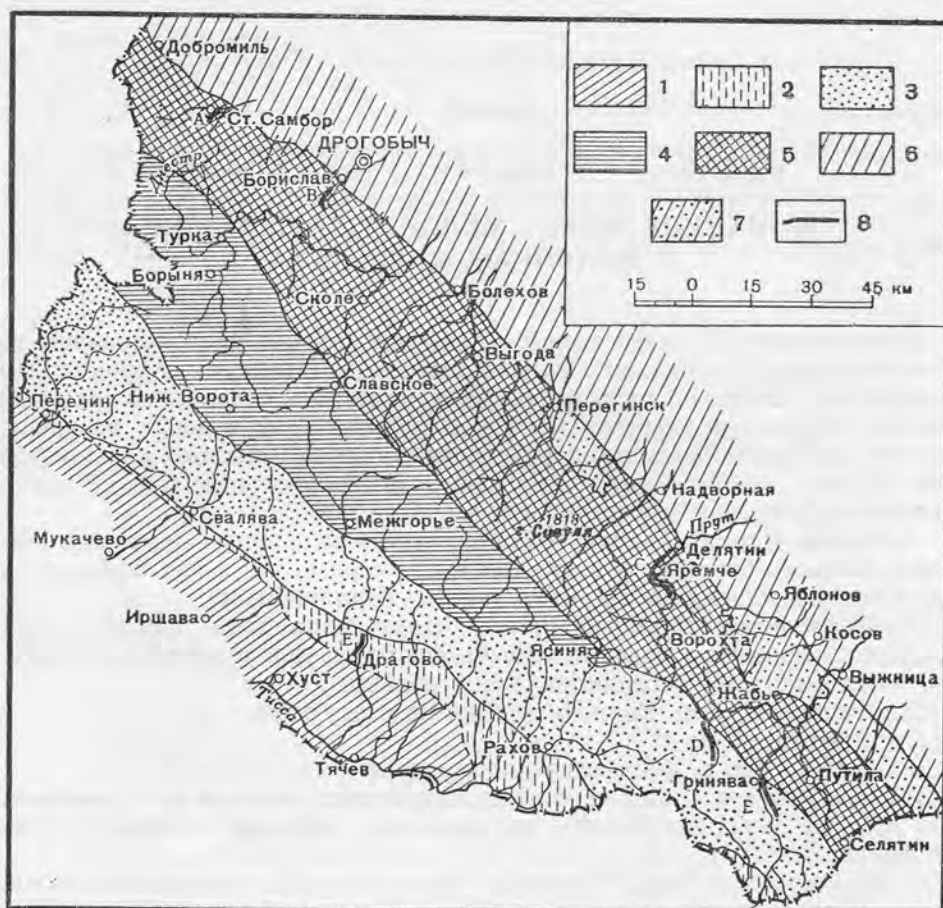 Добромиль
А
Ст. Самбор
ДРОГОБЫЧ
Борислав
В
Днестр
Турка
Борыня
Сколе
Болехов
Выгода
Славское
Перегинск
Перечин
Ниж. Ворота
Надворная
1818
г. Сивуля
Прут
Делятин
С
Яремче
Свалява
Межгорье
Мукачево
Яблонов
Иршава
Косов
Ворохта
Е
Драгово
Ясиня
Выжница
Хуст
Жабье
Тисса
Рахов
D
Тячев
Гринява
Путила
Е
Селятин
1
2
3
4
5
6
7
8
15 0 15 30 45 км